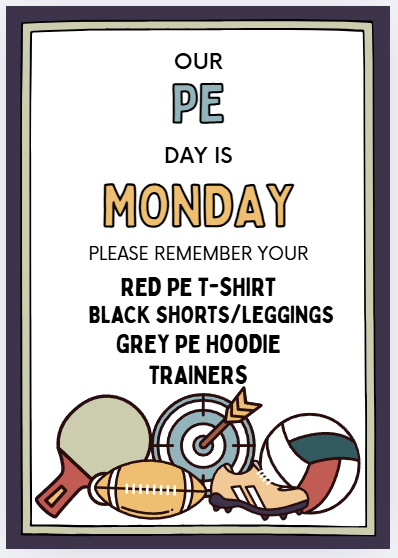 OUR
PE
DAY IS
MONDAY
PLEASE REMEMBER YOUR
RED PE T-SHIRT
BLACK SHORTS/LEGGINGS
GREY PE HOODIE
TRAINERS